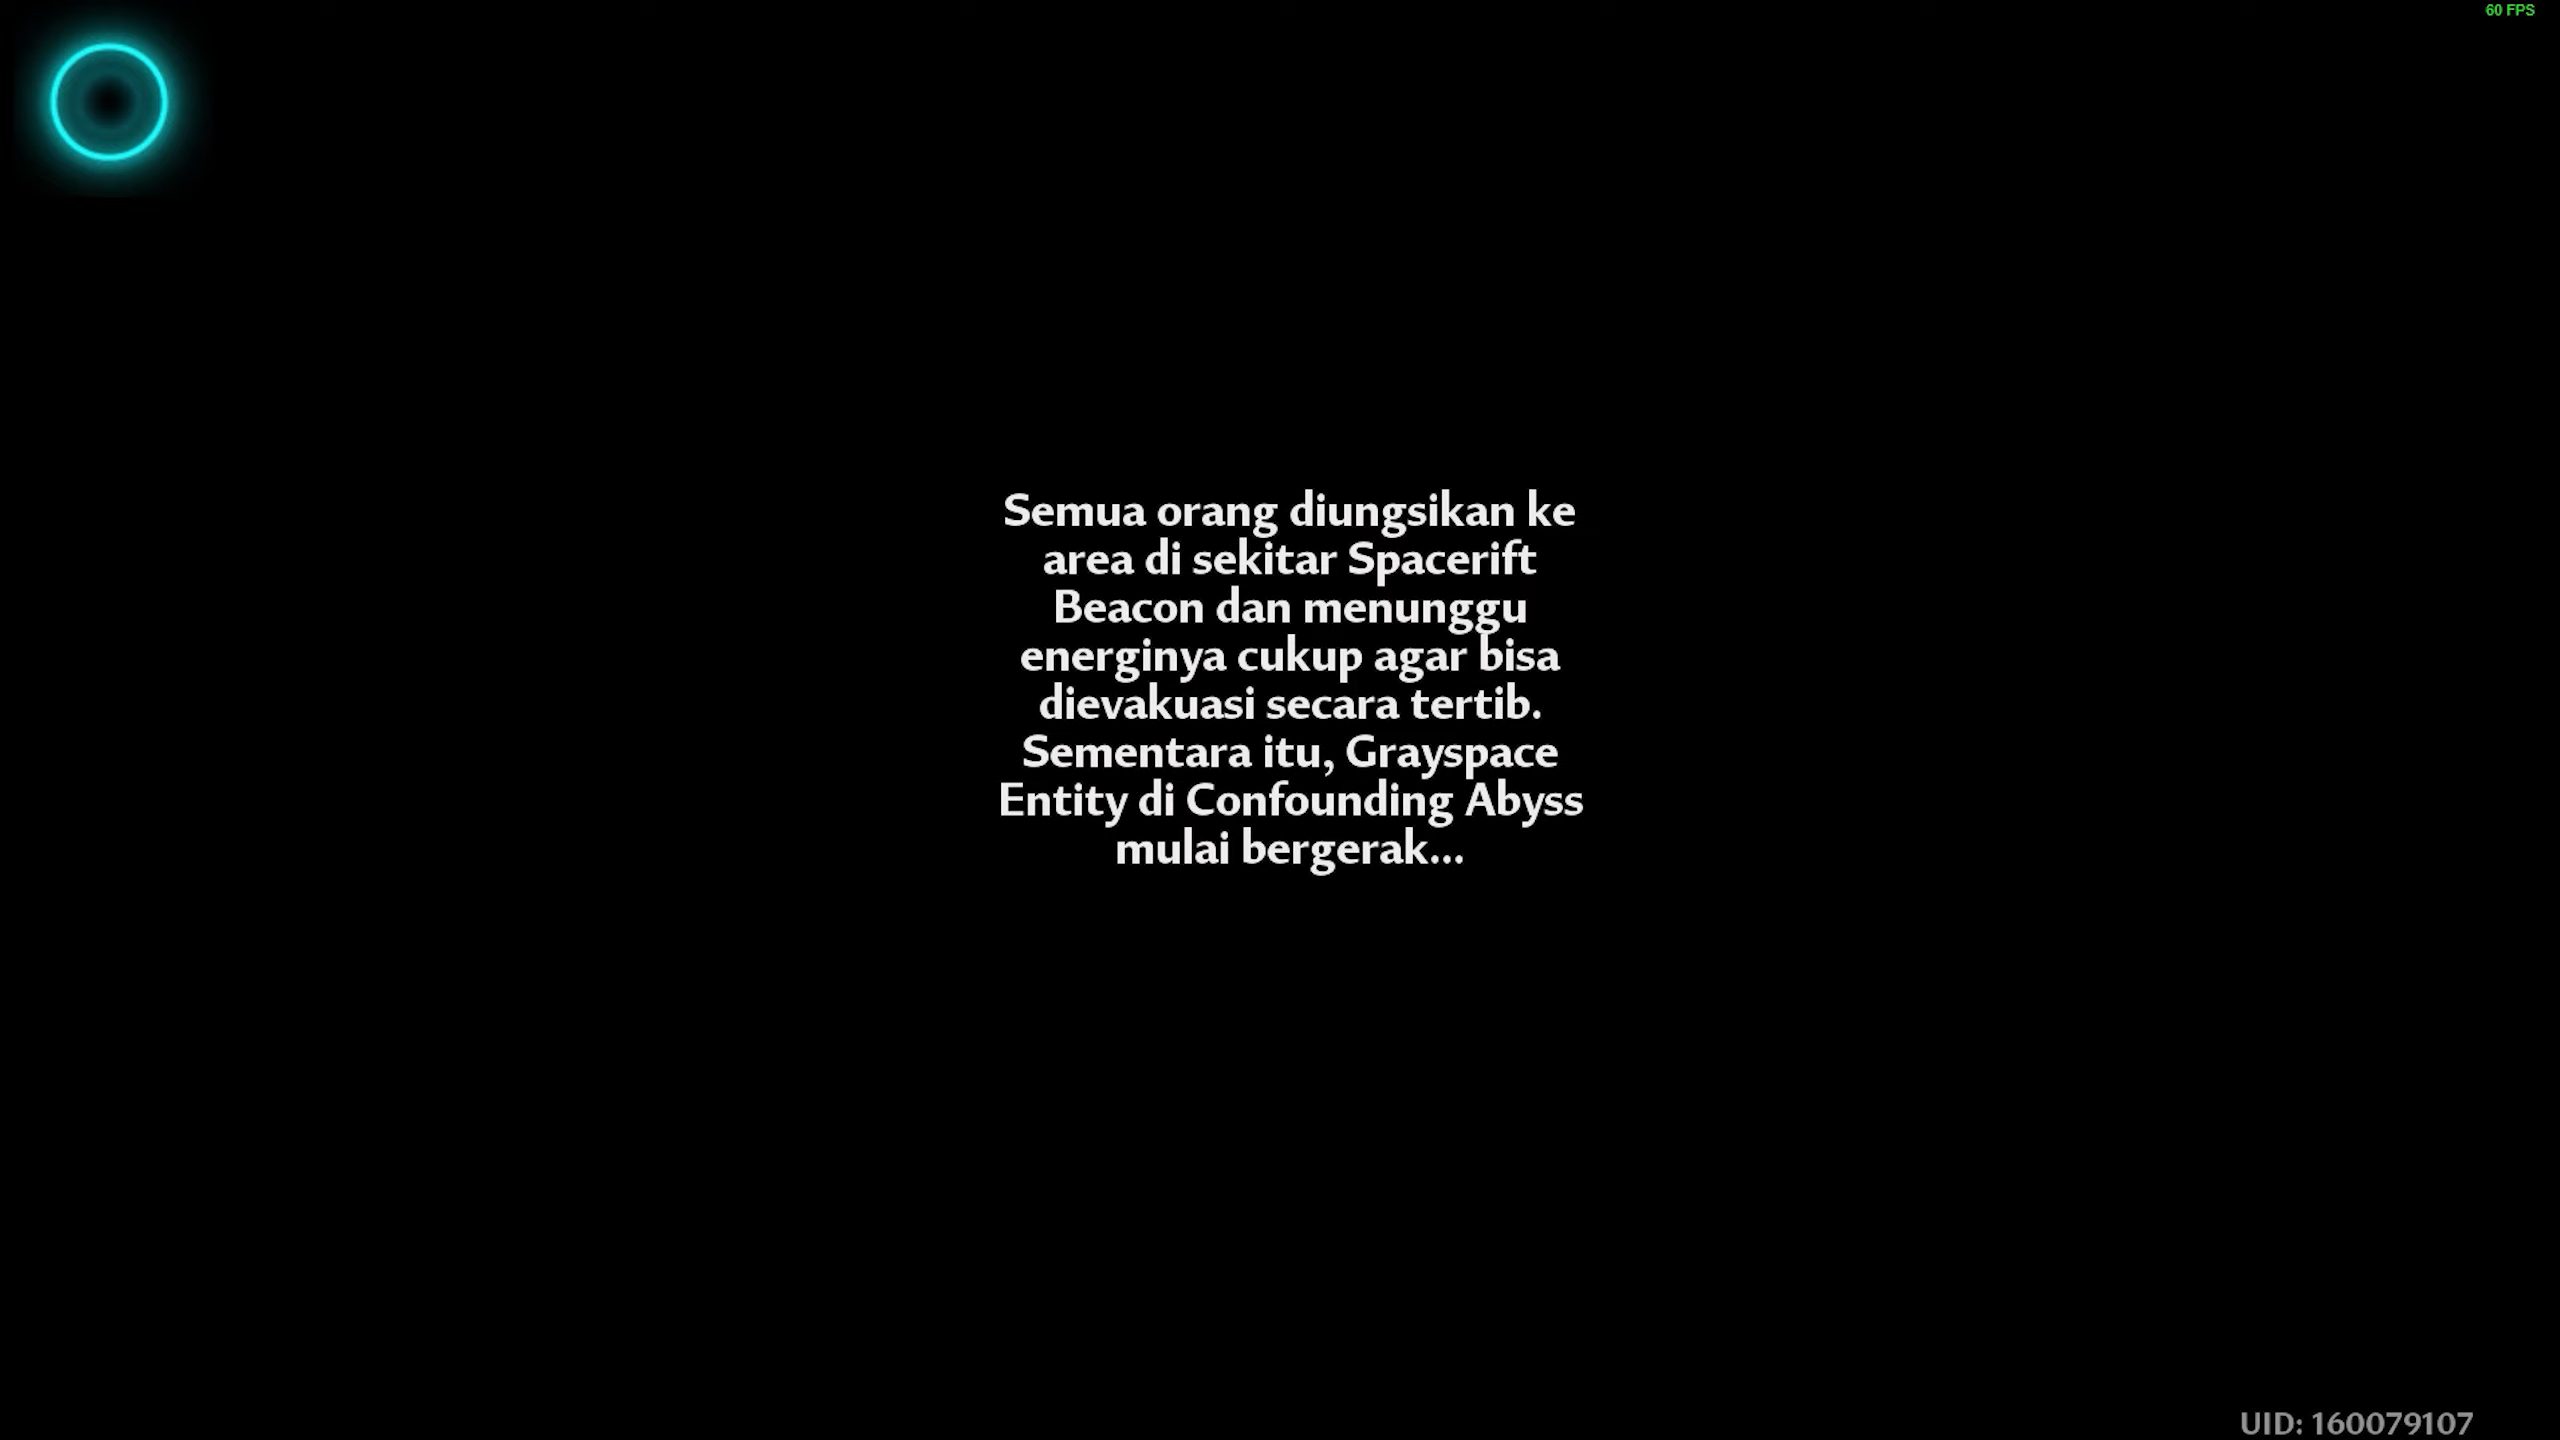 60 FPS
Semua orang diungsikan ke
area di sekitar Spacerift
Beacon dan menunggu
energinya cukup agar bisa
dievakuasi secara tertib.
Sementara itu, Grayspace
Entity di Confounding Abyss
mulai bergerak...
UID: 160079107